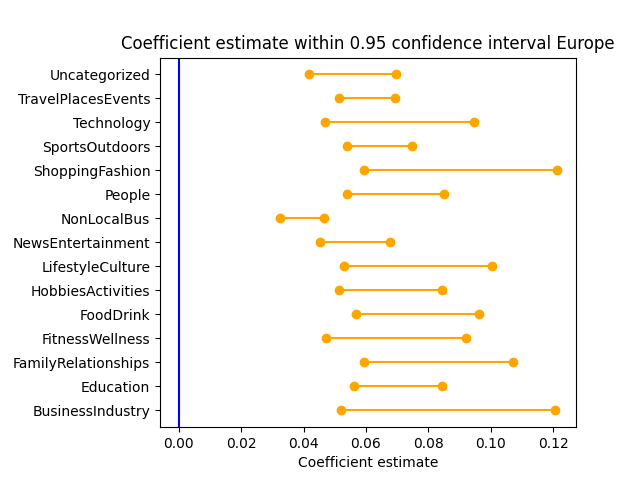 Coefficient estimate within 0.95 confidence interval Europe
Uncategorized
TravelPlacesEvents
Technology
SportsOutdoors
ShoppingFashion
People
NonLocalBus
NewsEntertainment
LifestyleCulture
HobbiesActivities
FoodDrink
FitnessWellness
FamilyRelationships
Education
BusinessIndustry
0.00 0.02 0.04 0.06 0.08 0.10 0.12
Coefficient estimate